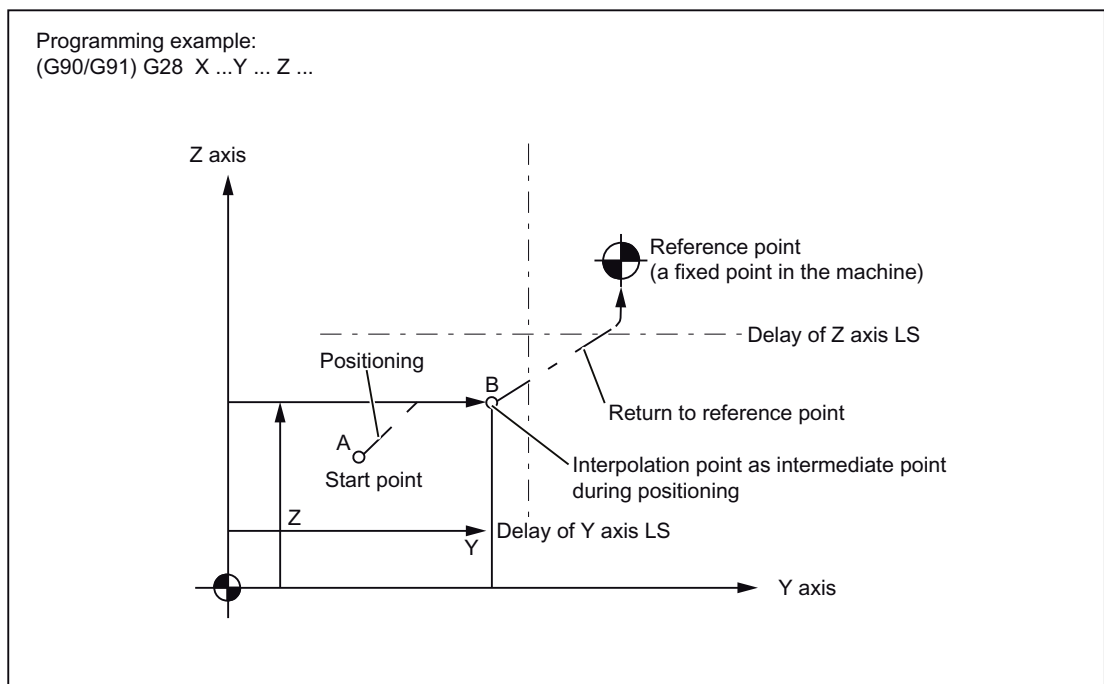 Programming example:
(G90/G91) G28 X ...Y ... Z ...
Z axis
Reference point
(a fixed point in the machine)
Delay of Z axis LS
Positioning
B
Return to reference point
A
Start point
Interpolation point as intermediate point
during positioning
Z
Delay of Y axis LS
Y
Y axis